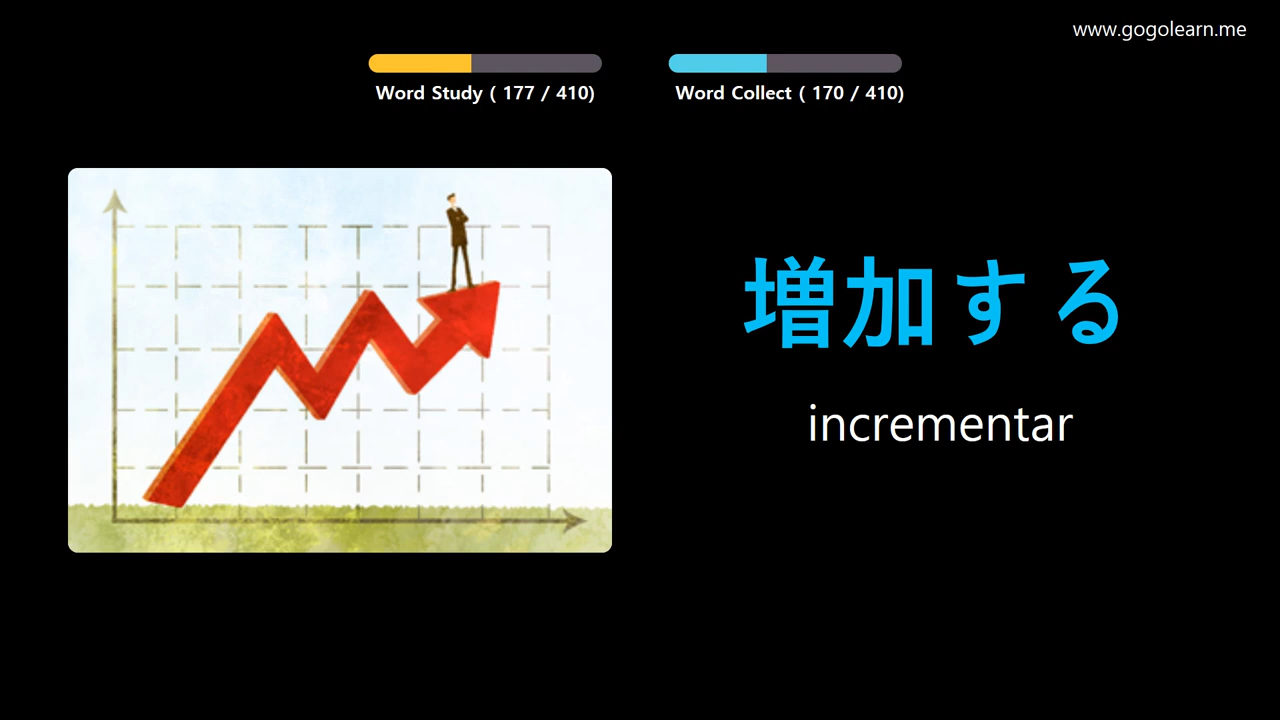 www.gogolearn.me
Word Study ( 177 / 410)
Word Collect ( 170 / 410)
増加する
incrementar